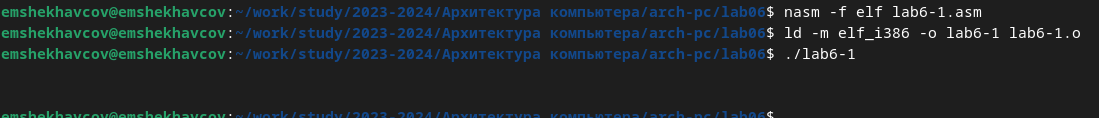 emshekhavcov@emshekhavcov:~/work/study/2023-2024/Архитектура компьютера/arch-pc/lab06$ nasm -f elf lab6-1.asm
emshekhavcov@emshekhavcov:~/work/study/2023-2024/Архитектура компьютера/arch-pc/lab06$ ld -m elf_i386 -o lab6-1 lab6-1.o
emshekhavcov@emshekhavcov:~/work/study/2023-2024/Архитектура компьютера/arch-pc/lab06$ ./lab6-1
emshekhavcov@emshekhavcov:~/work/study/2023-2024/Архитектура компьютера/arch-pc/lab06$